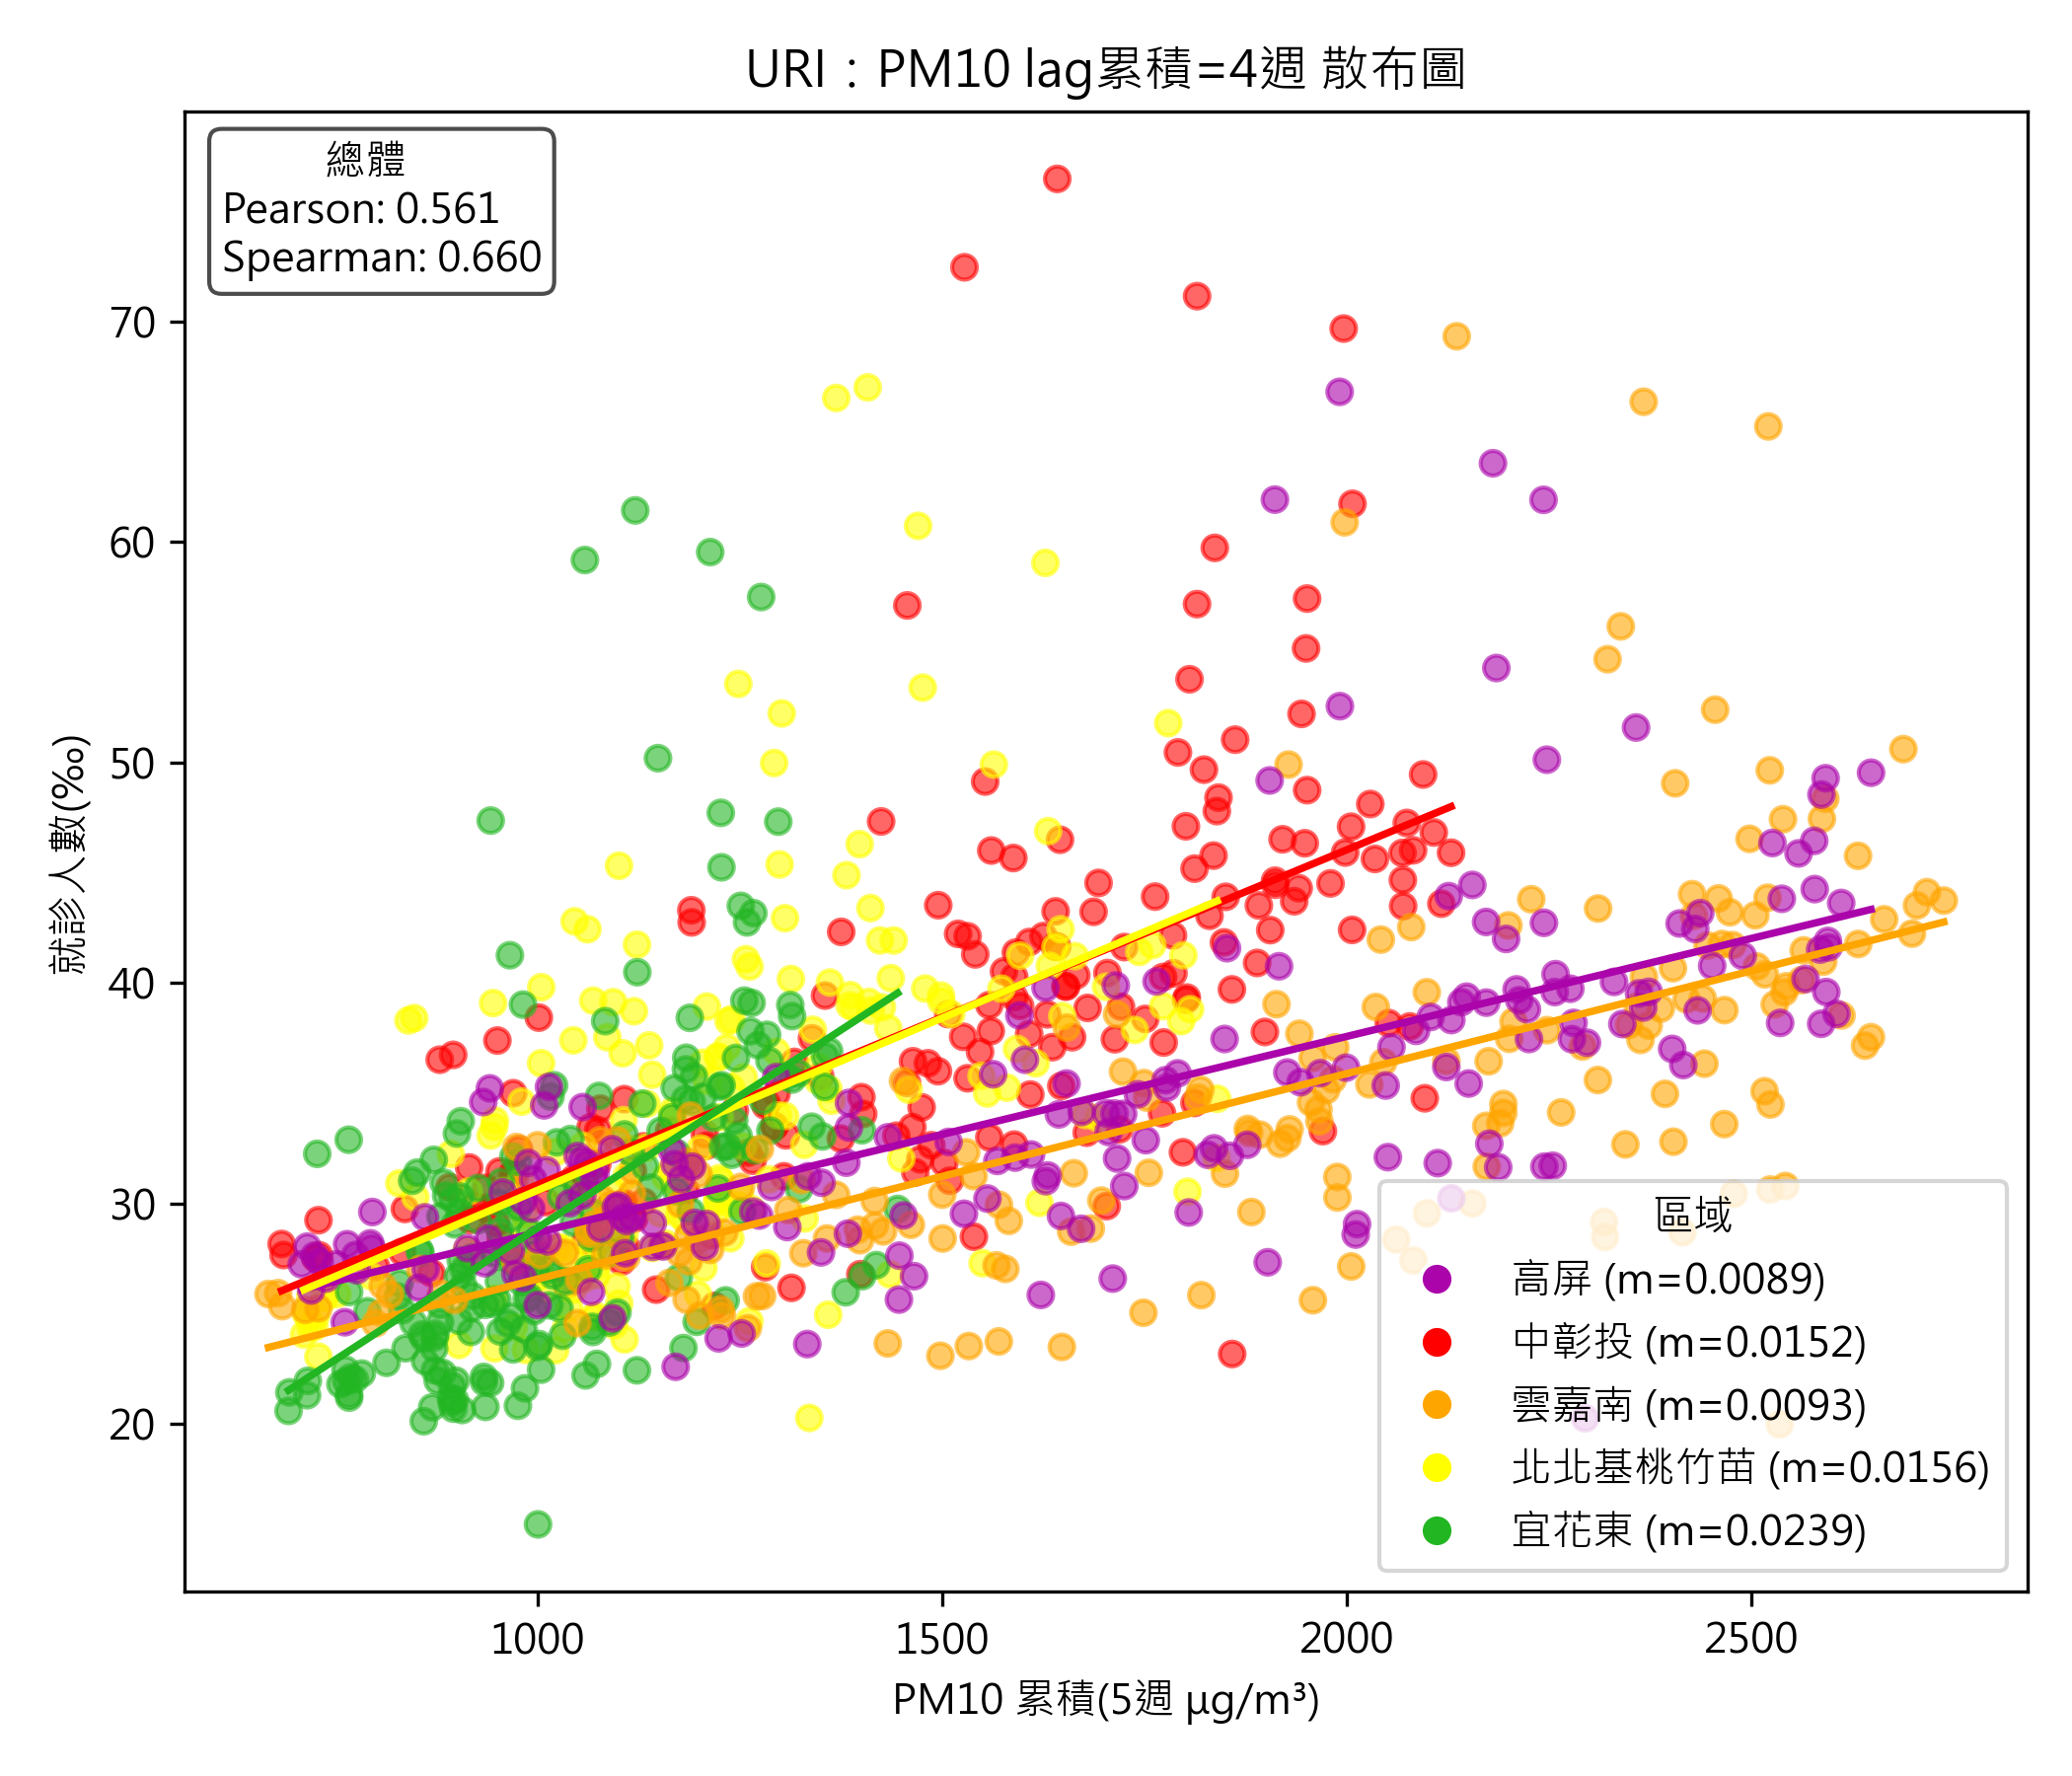 URI：PM10 lag累積=4週 散布圖
總體
Pearson: 0.561
Spearman: 0.660
就診人數(‰)
70
60
50
40
30
20
1000
1500
2000
2500
PM10 累積(5週 μg/m³)
區域
高屏 (m=0.0089)
中彰投 (m=0.0152)
雲嘉南 (m=0.0093)
北北基桃竹苗 (m=0.0156)
宜花東 (m=0.0239)